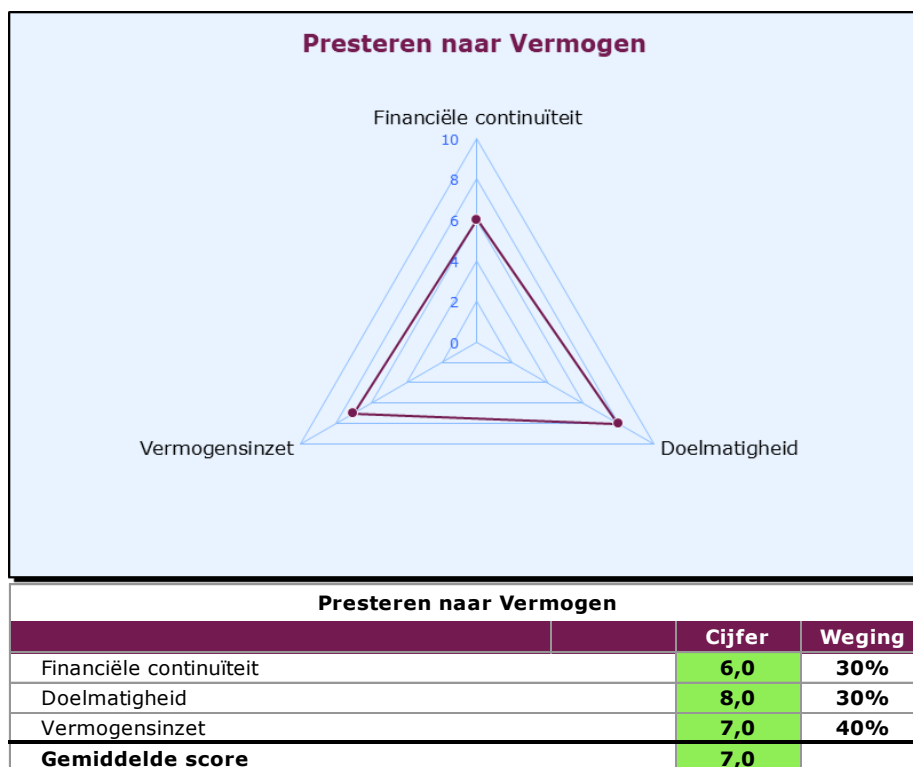 Presteren naar Vermogen
Financiële continuïteit
10
8
6
4
2
0
Vermogensinzet
Doelmatigheid
Presteren naar Vermogen
Cijfer Weging
Financiële continuïteit 6,0 30%
Doelmatigheid 8,0 30%
Vermogensinzet 7,0 40%
Gemiddelde score 7,0